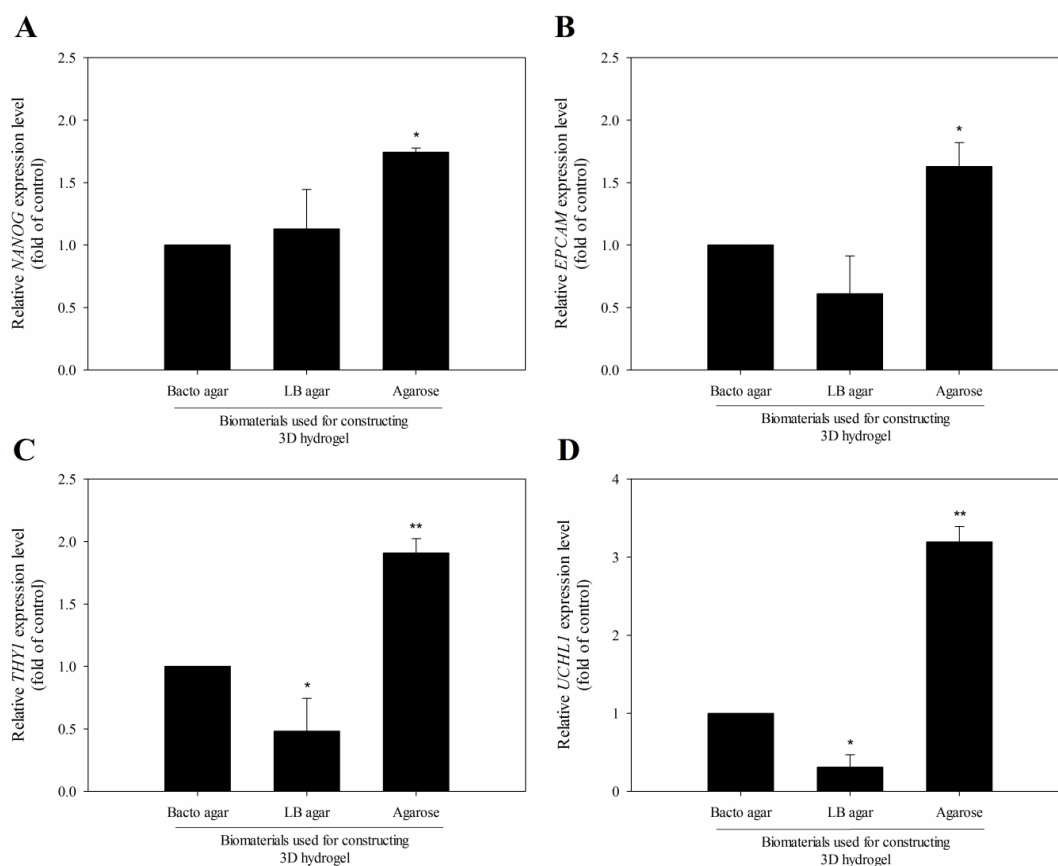 A
Relative NANOG expression level
(fold of control)
2.5
2.0
1.5
1.0
0.5
0.0
*
Bacto agar LB agar Agarose
Biomaterials used for constructing
3D hydrogel
B
Relative EPCAM expression level
(fold of control)
2.5
2.0
1.5
1.0
0.5
0.0
*
Bacto agar LB agar Agarose
Biomaterials used for constructing
3D hydrogel
C
Relative THY1 expression level
(fold of control)
2.5
2.0
1.5
1.0
0.5
0.0
*
**
Bacto agar LB agar Agarose
Biomaterials used for constructing
3D hydrogel
D
Relative UCHL1 expression level
(fold of control)
4
3
2
1
0
*
**
Bacto agar LB agar Agarose
Biomaterials used for constructing
3D hydrogel